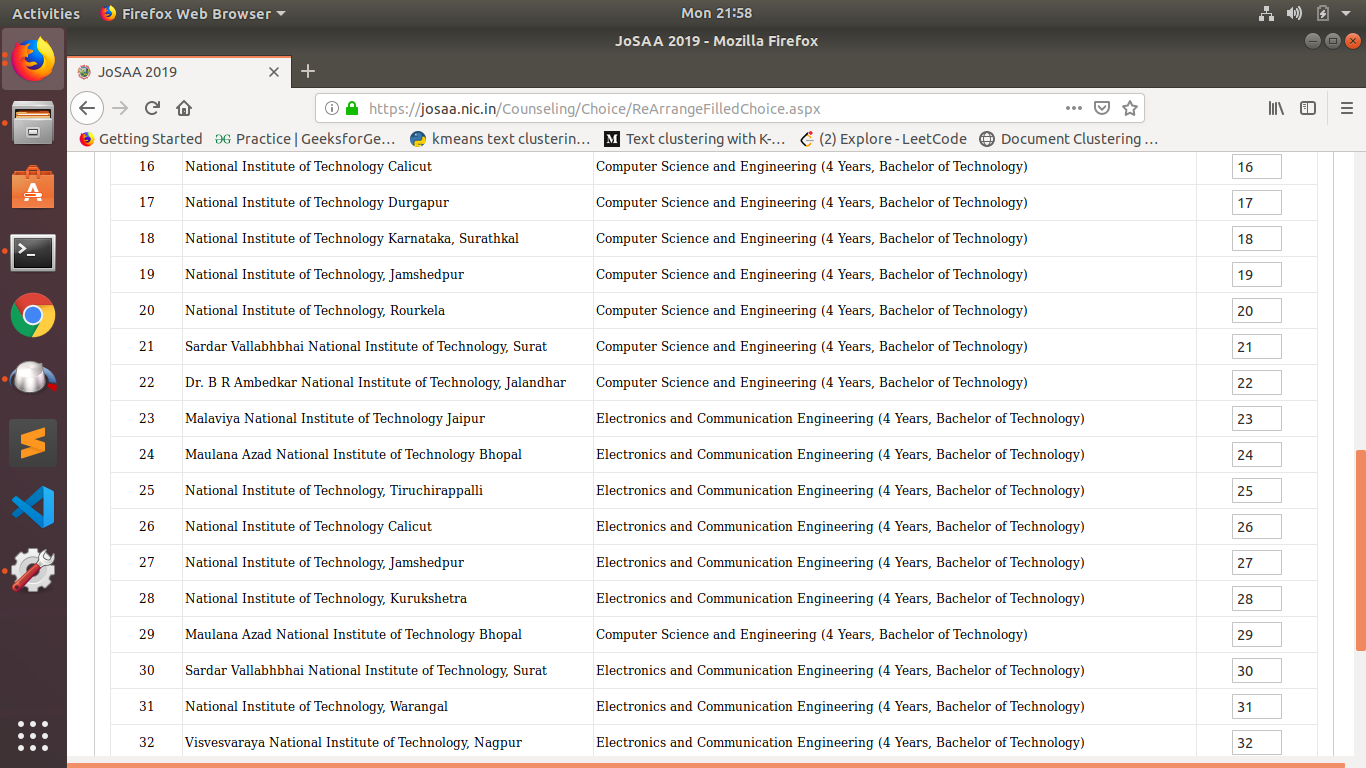 Activities Firefox Web Browser Mon 21:58
JoSAA 2019 - Mozilla Firefox
JoSAA 2019
https://josaa.nic.in/Counseling/Choice/ReArrangeFilledChoice.aspx
Getting Started Practice | GeeksforGe... kmeans text clusterin... Text clustering with K-... (2) Explore - LeetCode Document Clustering ...
16 National Institute of Technology Calicut Computer Science and Engineering (4 Years, Bachelor of Technology) 16
17 National Institute of Technology Durgapur Computer Science and Engineering (4 Years, Bachelor of Technology) 17
18 National Institute of Technology Karnataka, Surathkal Computer Science and Engineering (4 Years, Bachelor of Technology) 18
19 National Institute of Technology, Jamshedpur Computer Science and Engineering (4 Years, Bachelor of Technology) 19
20 National Institute of Technology, Rourkela Computer Science and Engineering (4 Years, Bachelor of Technology) 20
21 Sardar Vallabhbhai National Institute of Technology, Surat Computer Science and Engineering (4 Years, Bachelor of Technology) 21
22 Dr. B R Ambedkar National Institute of Technology, Jalandhar Computer Science and Engineering (4 Years, Bachelor of Technology) 22
23 Malaviya National Institute of Technology Jaipur Electronics and Communication Engineering (4 Years, Bachelor of Technology) 23
24 Maulana Azad National Institute of Technology Bhopal Electronics and Communication Engineering (4 Years, Bachelor of Technology) 24
25 National Institute of Technology, Tiruchirappalli Electronics and Communication Engineering (4 Years, Bachelor of Technology) 25
26 National Institute of Technology Calicut Electronics and Communication Engineering (4 Years, Bachelor of Technology) 26
27 National Institute of Technology, Jamshedpur Electronics and Communication Engineering (4 Years, Bachelor of Technology) 27
28 National Institute of Technology, Kurukshetra Electronics and Communication Engineering (4 Years, Bachelor of Technology) 28
29 Maulana Azad National Institute of Technology Bhopal Computer Science and Engineering (4 Years, Bachelor of Technology) 29
30 Sardar Vallabhbhai National Institute of Technology, Surat Electronics and Communication Engineering (4 Years, Bachelor of Technology) 30
31 National Institute of Technology, Warangal Electronics and Communication Engineering (4 Years, Bachelor of Technology) 31
32 Visvesvaraya National Institute of Technology, Nagpur Electronics and Communication Engineering (4 Years, Bachelor of Technology) 32